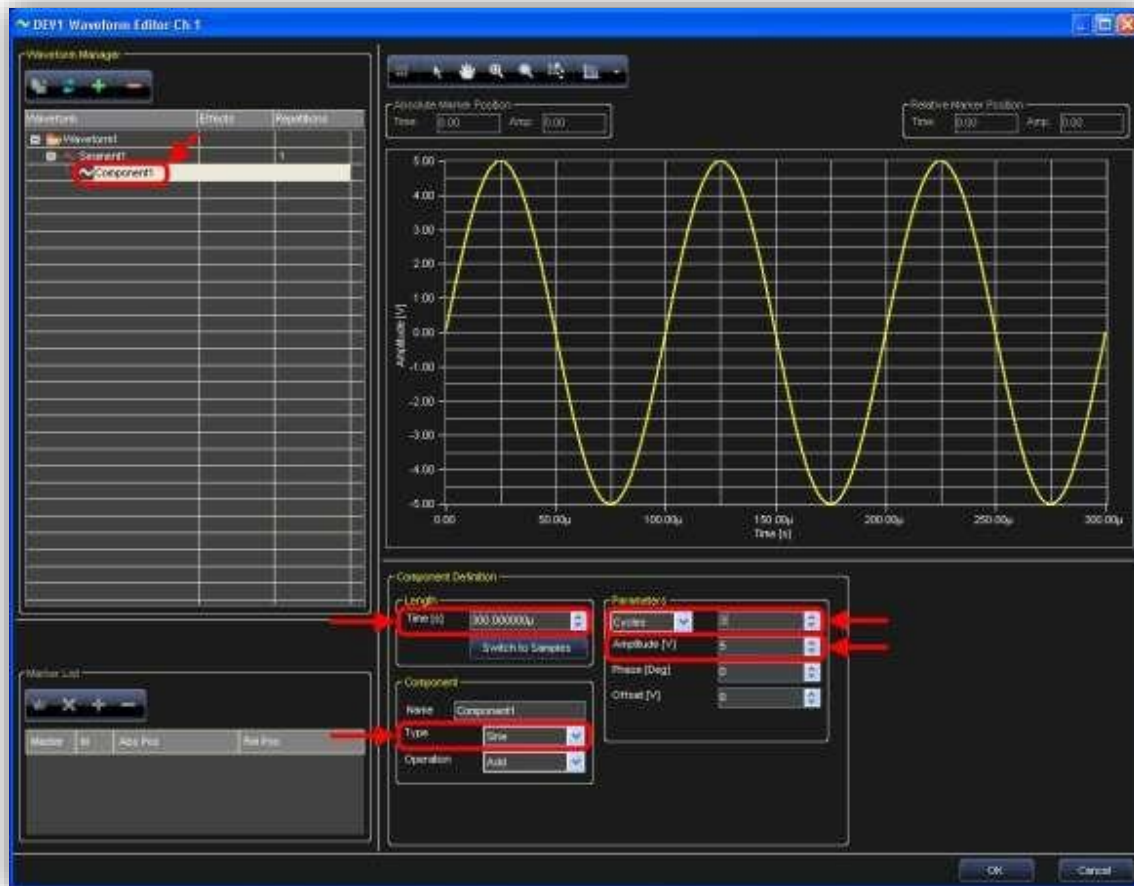 DEV1 Waveform Editor Ch 1
Waveform Manager
Waveform Effects Repetitions
Waveform1
Segment1 1
Component1
Absolute Marker Position
Time 0.00 Amp 0.00
Relative Marker Position
Time 0.00 Amp 0.00
Amplitude [V]
5.00
4.00
3.00
2.00
1.00
0.00
-1.00
-2.00
-3.00
-4.00
-5.00
0.00 50.00µ 100.00µ 150.00µ 200.00µ 250.00µ 300.00µ
Time [s]
Component Definition
Length
Time [s] 300.000000µ
Switch to Samples
Component
Name Component1
Type Sine
Operation Add
Parameters
Cycles
Amplitude [V] 5
Phase [Deg] 0
Offset [V] 0
Marker List
Marker M Abs Pos Rel Pos
OK Cancel